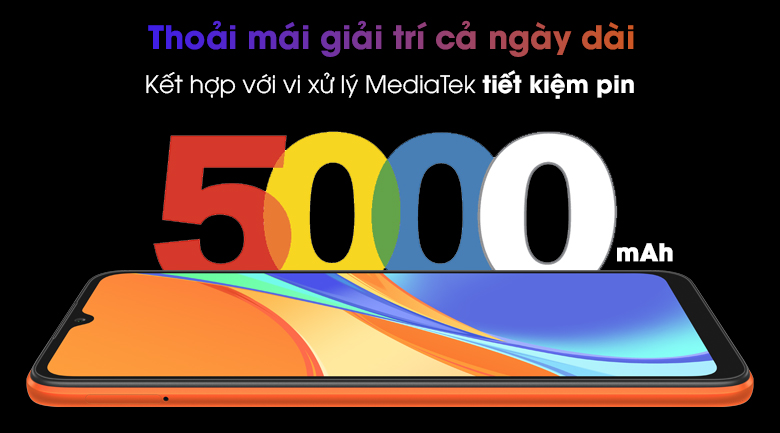 Thoải mái giải trí cả ngày dài
Kết hợp với vi xử lý MediaTek tiết kiệm pin
5000
mAh